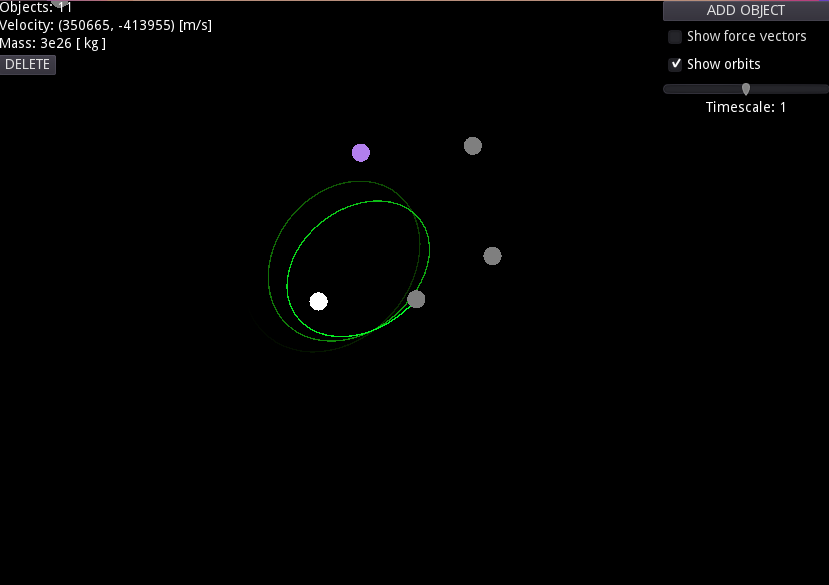 Objects: 11
Velocity: (350665, -413955) [m/s]
Mass: 3e26 [ kg ]
DELETE
ADD OBJECT
Show force vectors
Show orbits
Timescale: 1